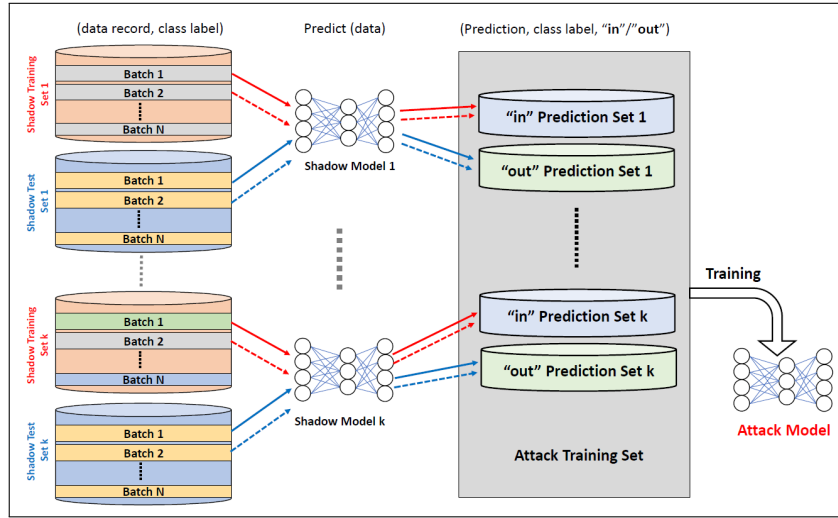 (data record, class label)
Predict (data)
(Prediction, class label, "in"/"out")
Shadow Training
Set 1
Batch 1
Batch 2
Batch N
Shadow Test
Set 1
Batch 1
Batch 2
Batch N
Shadow Model 1
"in" Prediction Set 1
"out" Prediction Set 1
Shadow Training
Set k
Batch 1
Batch 2
Batch N
Shadow Test
Set k
Batch 1
Batch 2
Batch N
Shadow Model k
"in" Prediction Set k
"out" Prediction Set k
Attack Training Set
Training
Attack Model